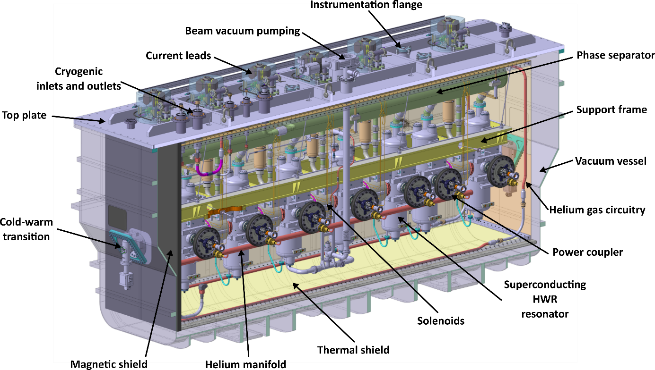 Instrumentation flange
Beam vacuum pumping
Current leads
Phase separator
Cryogenic
inlets and outlets
Support frame
Top plate
Vacuum vessel
Helium gas circuitry
Cold-warm
transition
Power coupler
Superconducting
HWR
resonator
Solenoids
Thermal shield
Magnetic shield
Helium manifold